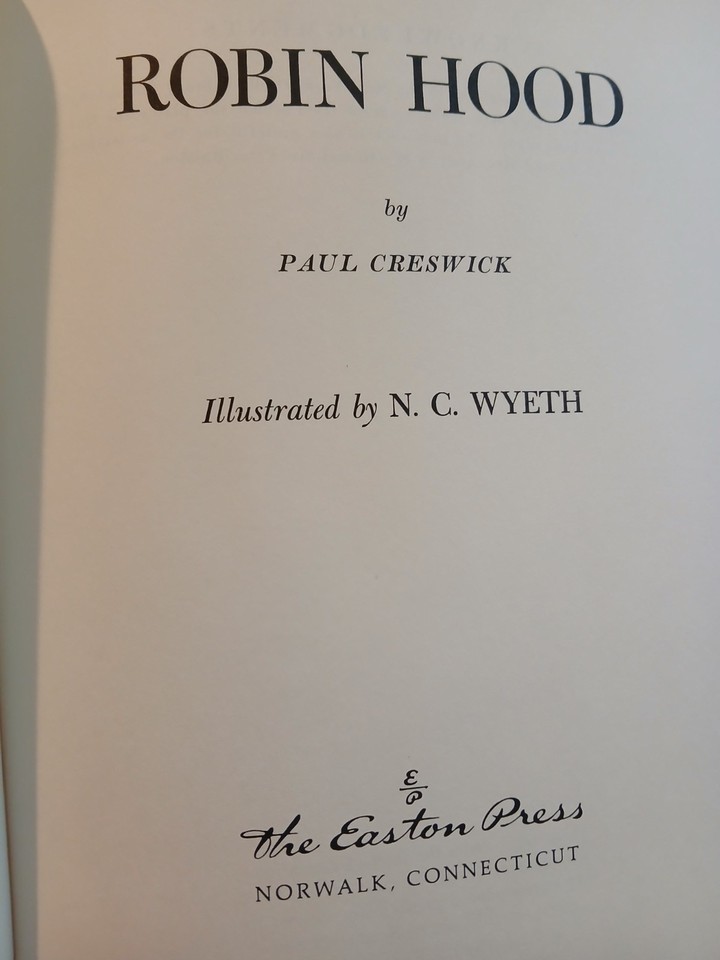 ROBIN HOOD
by
PAUL CRESWICK
Illustrated by N. C. WYETH
E
P
The Easton Press
NORWALK, CONNECTICUT